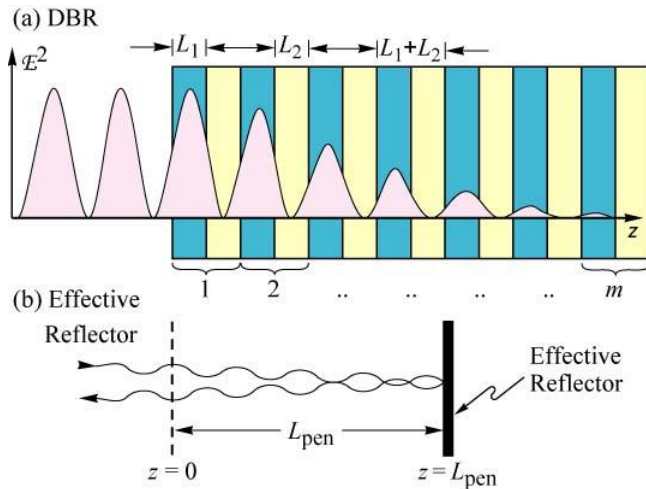 (a) DBR
L₁ L₂ L₁+L₂
ℰ²
z
1 2 .. .. .. .. m
(b) Effective
Reflector
Effective
Reflector
Lpen
z = 0 z = Lpen